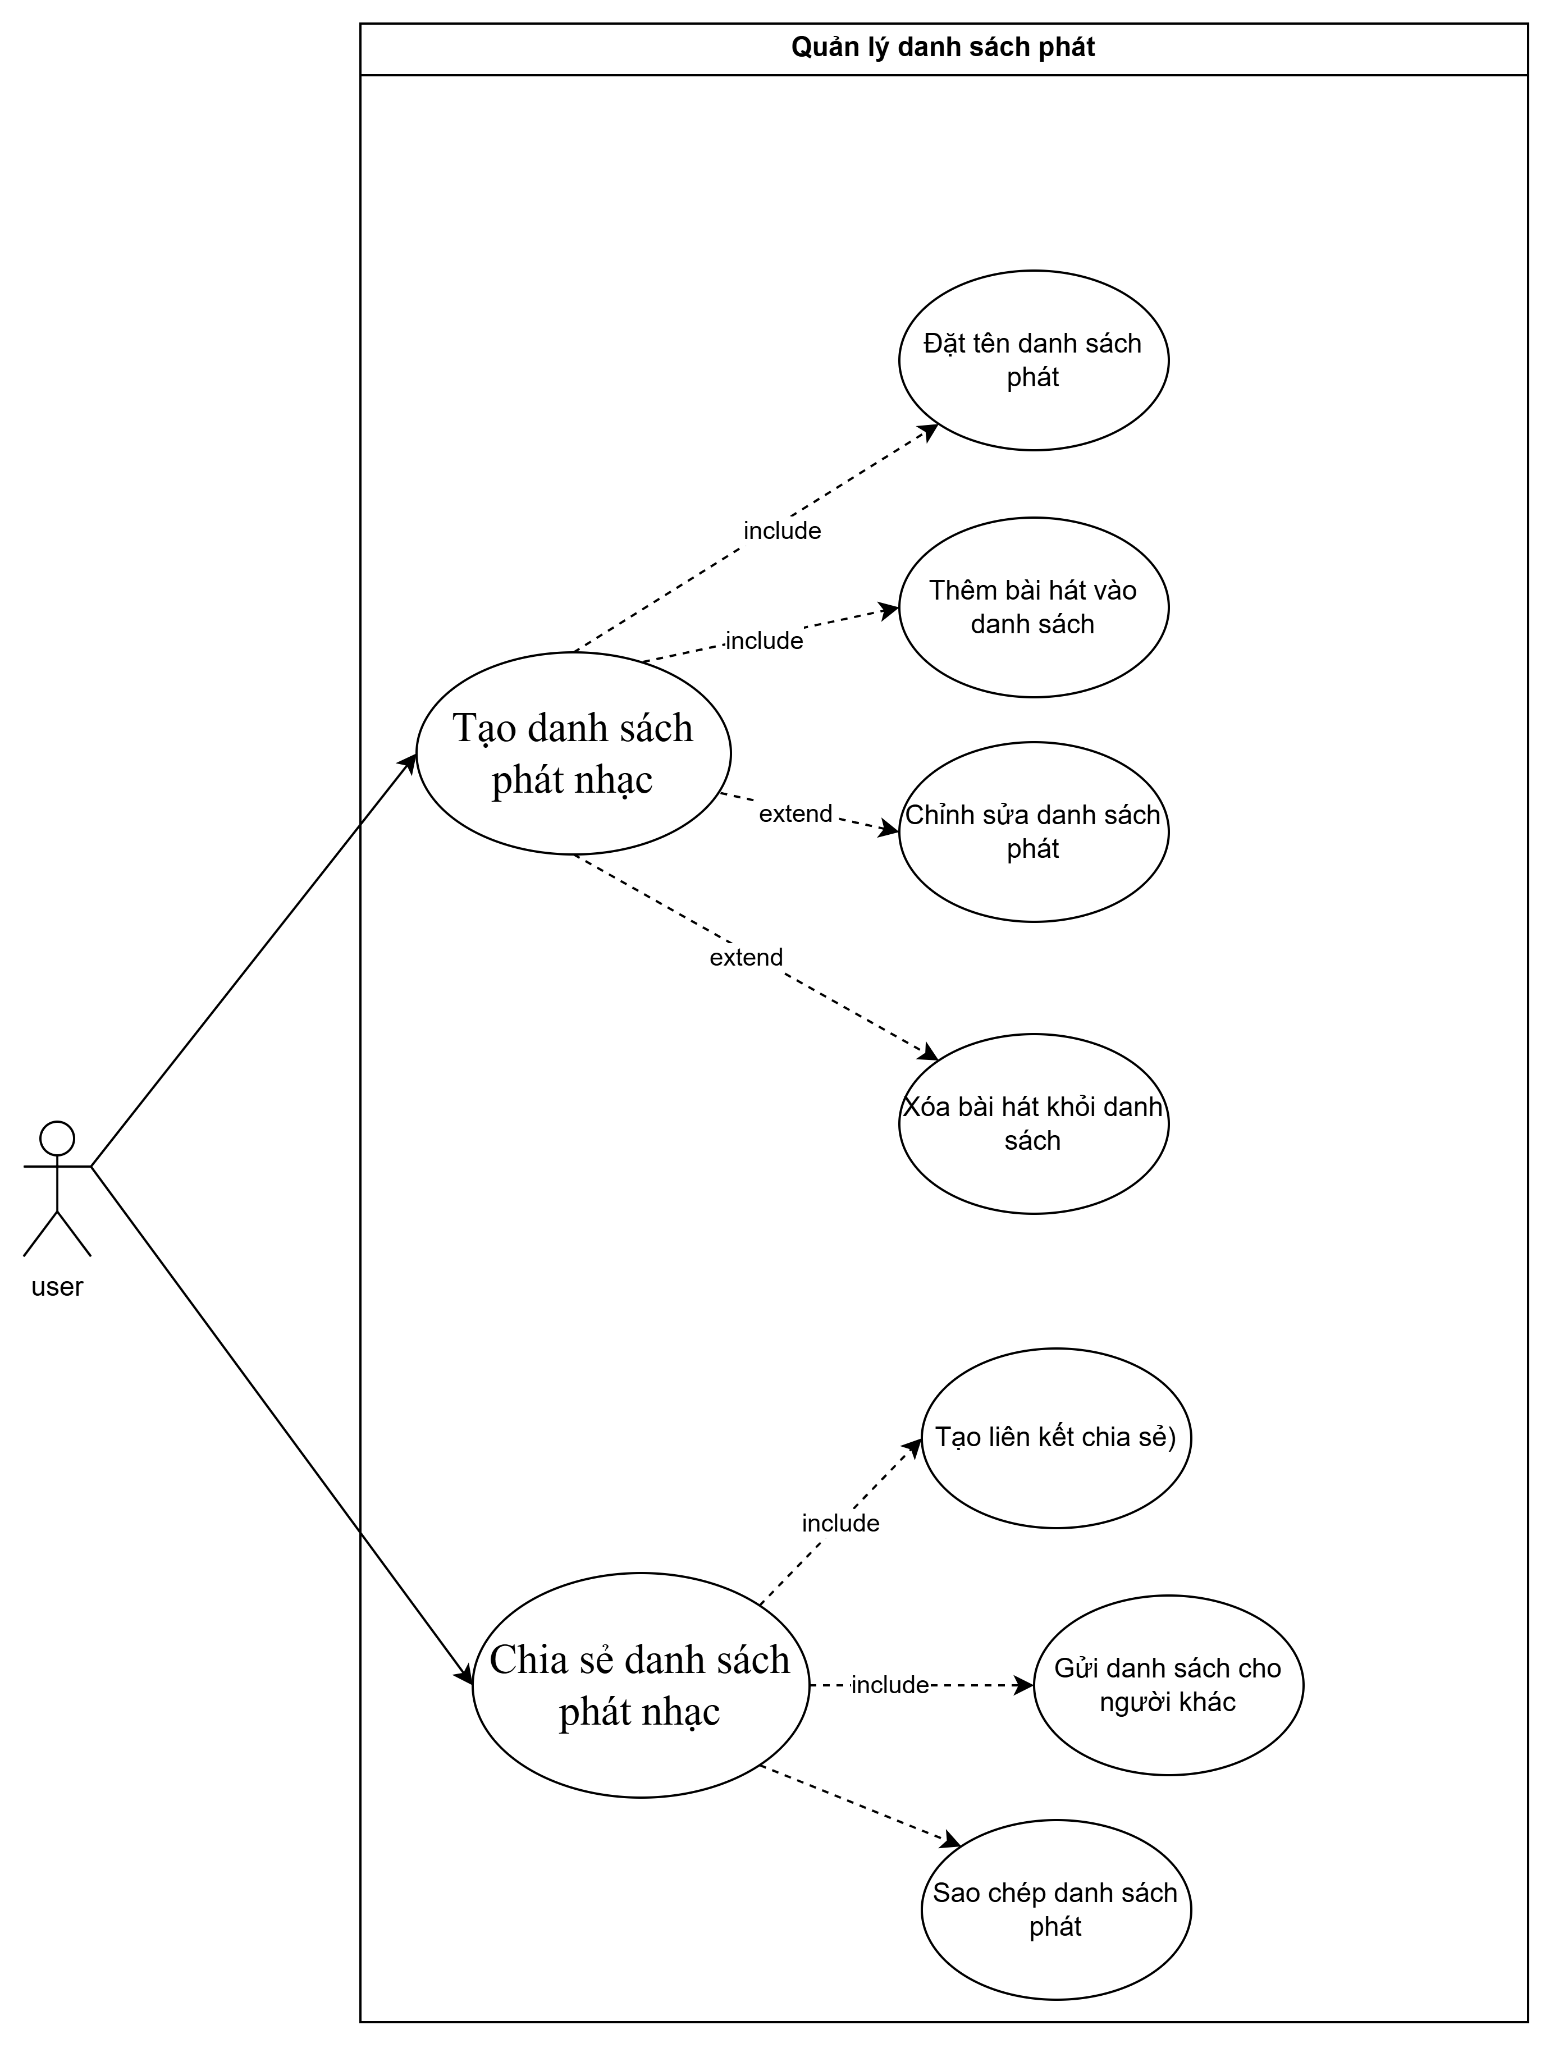 Quản lý danh sách phát
Đặt tên danh sách
phát
include
Thêm bài hát vào
danh sách
include
Tạo danh sách
phát nhạc
extend
Chỉnh sửa danh sách
phát
extend
Xóa bài hát khỏi danh
sách
user
Tạo liên kết chia sẻ)
include
Chia sẻ danh sách
phát nhạc
include
Gửi danh sách cho
người khác
Sao chép danh sách
phát